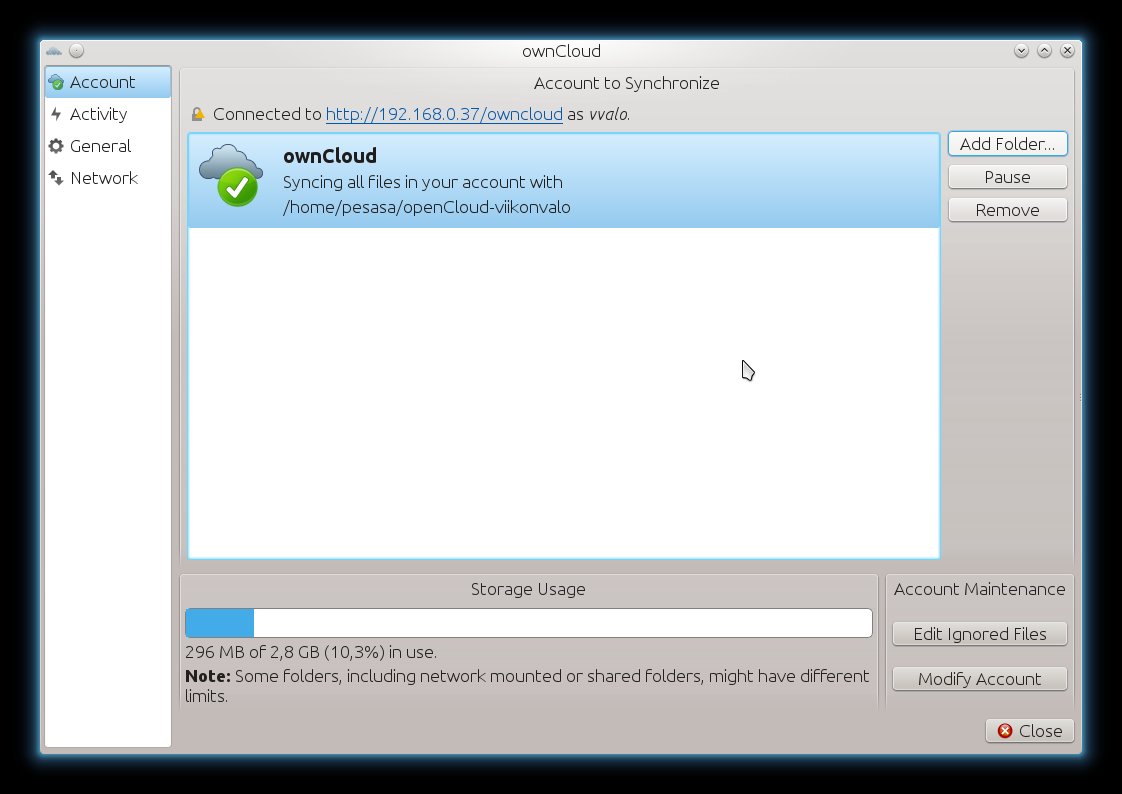 ownCloud
Account
Activity
General
Network
Account to Synchronize
Connected to http://192.168.0.37/owncloud as vvalo.
ownCloud
Syncing all files in your account with
/home/pesasa/openCloud-viikonvalo
Add Folder...
Pause
Remove
Storage Usage
296 MB of 2,8 GB (10,3%) in use.
Note: Some folders, including network mounted or shared folders, might have different
limits.
Account Maintenance
Edit Ignored Files
Modify Account
Close